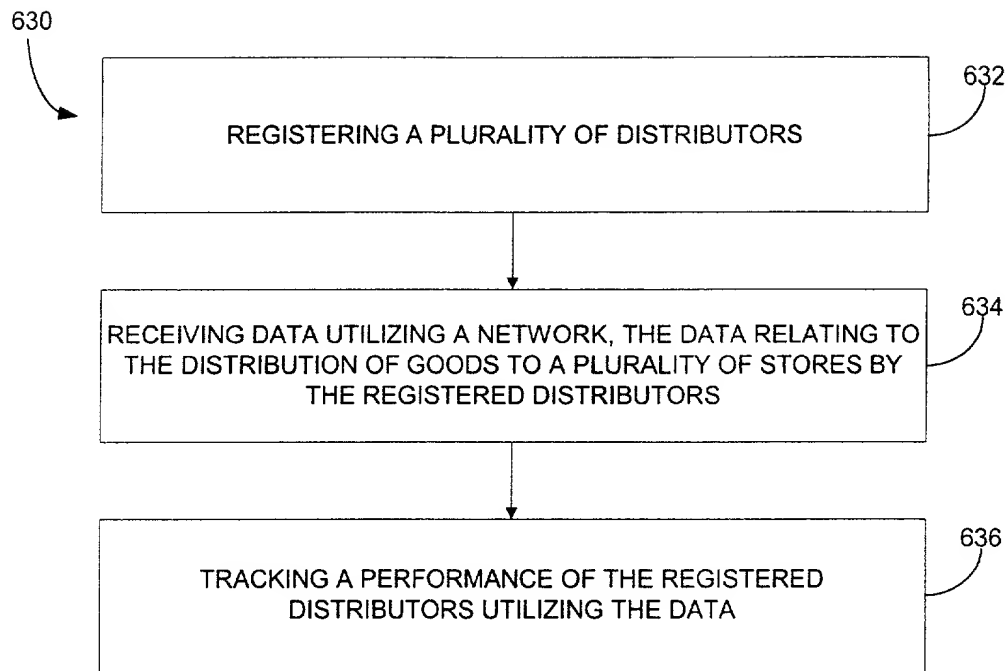 630
632
REGISTERING A PLURALITY OF DISTRIBUTORS
634
RECEIVING DATA UTILIZING A NETWORK, THE DATA RELATING TO
THE DISTRIBUTION OF GOODS TO A PLURALITY OF STORES BY
THE REGISTERED DISTRIBUTORS
636
TRACKING A PERFORMANCE OF THE REGISTERED
DISTRIBUTORS UTILIZING THE DATA